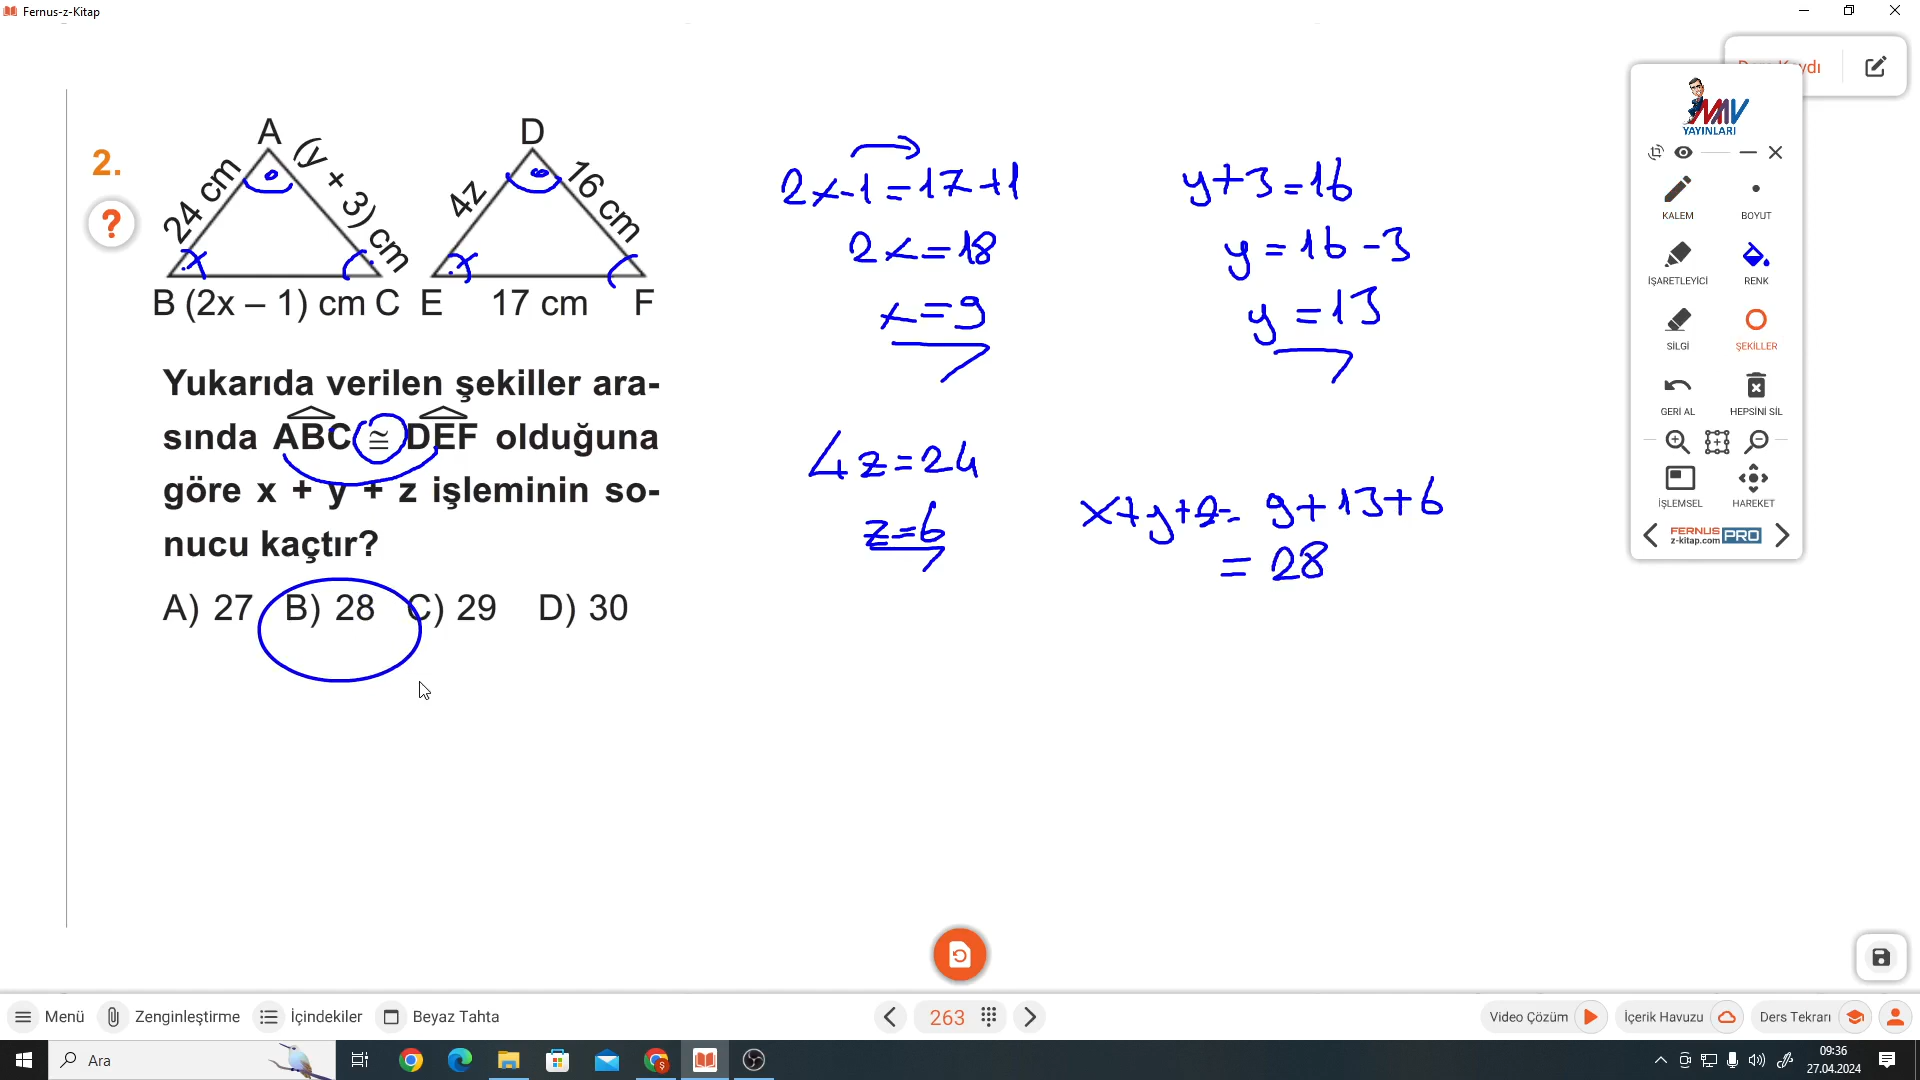 Fernus-z-Kitap
Ders Kaydı
2.
?
A
24 cm
(y + 3) cm
x
B (2x – 1) cm C
D
4z
16 cm
x
E 17 cm F
Yukarıda verilen şekiller ara-
sında ABC ≅ DEF olduğuna
göre x + y + z işleminin so-
nucu kaçtır?
A) 27 B) 28 C) 29 D) 30
2x-1=17+1
2x=18
x=9
y+3=16
y=16-3
y=13
4z=24
z=6
x+y+z= 9+13+6
= 28
MV
YAYINLARI
KALEM
BOYUT
İŞARETLEYİCİ
RENK
SİLGİ
ŞEKİLLER
GERİ AL
HEPSİNİ SİL
İŞLEMSEL
HAREKET
FERNUS PRO
z-kitap.com
Menü
Zenginleştirme
İçindekiler
Beyaz Tahta
263
Video Çözüm
İçerik Havuzu
Ders Tekrarı
Ara
09:36
27.04.2024